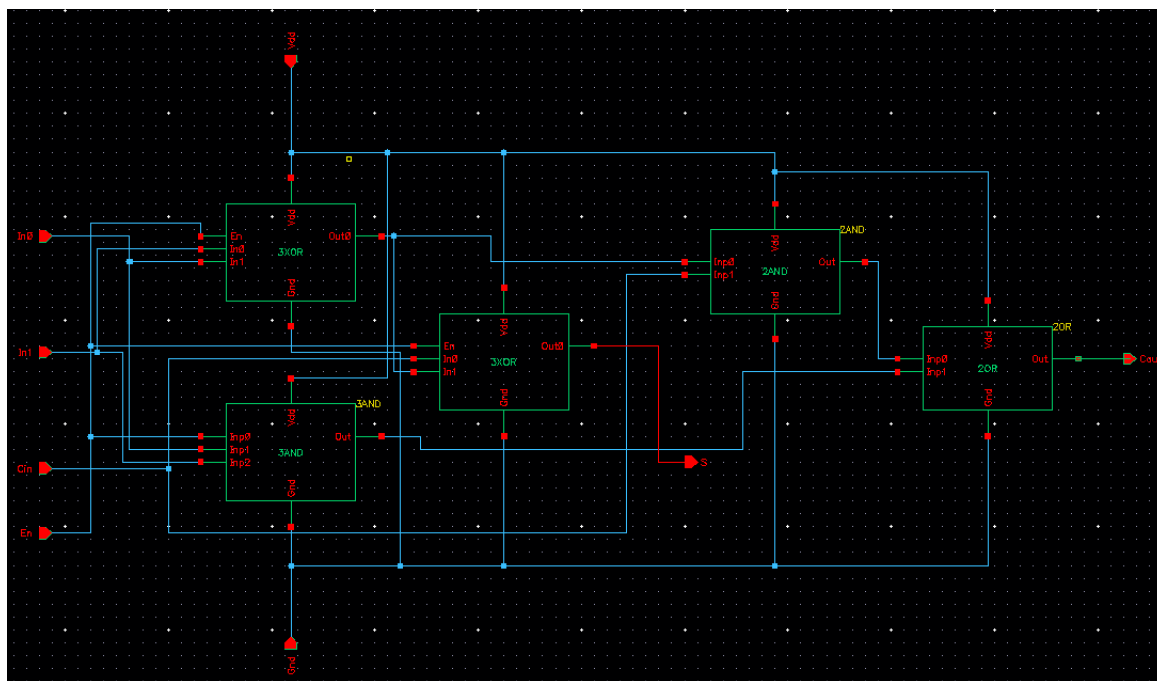 Vdd
In0
In1
Cin
En
Gnd
Vdd
En
In0
In1
3XOR
Out0
Gnd
3AND
Vdd
Inp0
Inp1
Inp2
3AND
Out
Gnd
Vdd
En
In0
In1
3XOR
Out0
Gnd
S
2AND
Vdd
Inp0
Inp1
2AND
Out
Gnd
2OR
Vdd
Inp0
Inp1
2OR
Out
Gnd
Cou